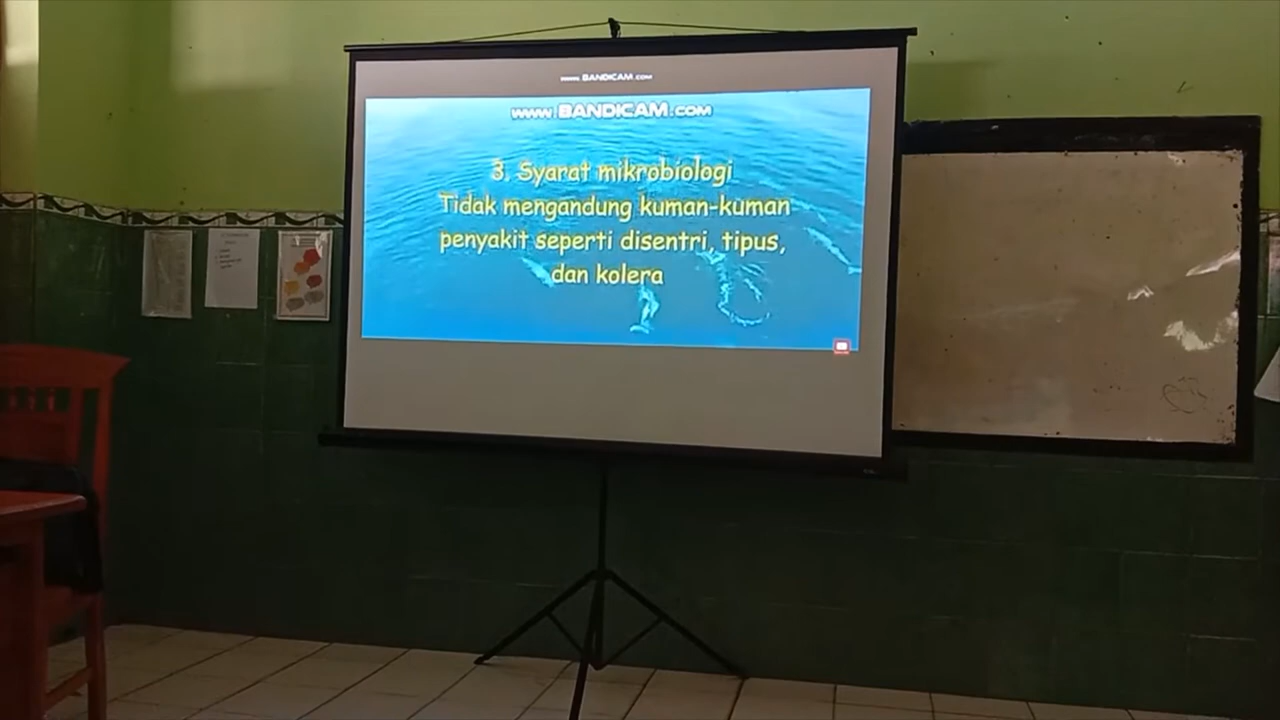 www.BANDICAM.com
www.BANDICAM.com
3. Syarat mikrobiologi
Tidak mengandung kuman-kuman
penyakit seperti disentri, tipus,
dan kolera